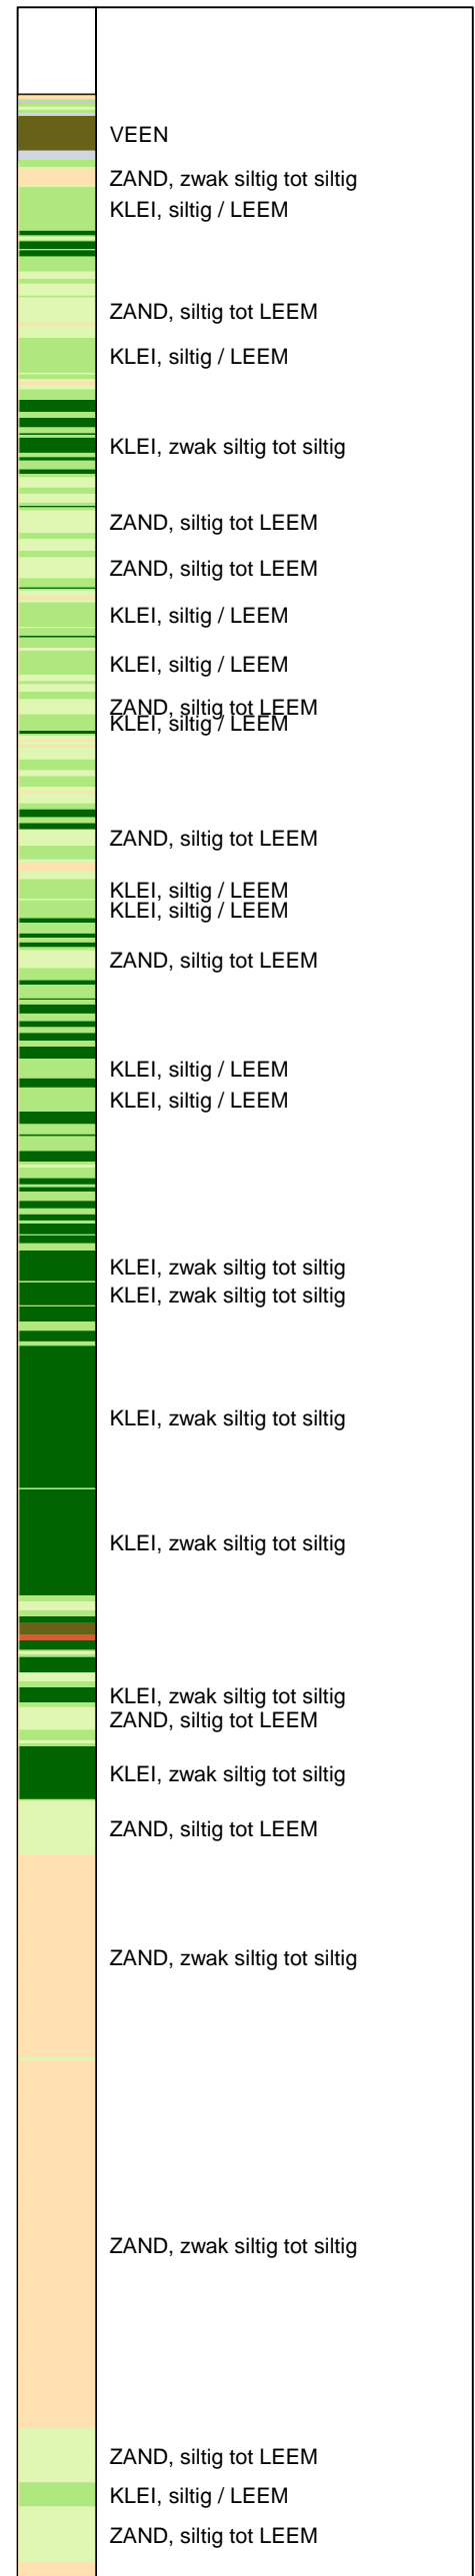 VEEN
ZAND, zwak siltig tot siltig
KLEI, siltig / LEEM
ZAND, siltig tot LEEM
KLEI, siltig / LEEM
KLEI, zwak siltig tot siltig
ZAND, siltig tot LEEM
ZAND, siltig tot LEEM
KLEI, siltig / LEEM
KLEI, siltig / LEEM
ZAND, siltig tot LEEM
KLEI, siltig / LEEM
ZAND, siltig tot LEEM
KLEI, siltig / LEEM
KLEI, siltig / LEEM
ZAND, siltig tot LEEM
KLEI, siltig / LEEM
KLEI, siltig / LEEM
KLEI, zwak siltig tot siltig
KLEI, zwak siltig tot siltig
KLEI, zwak siltig tot siltig
KLEI, zwak siltig tot siltig
KLEI, zwak siltig tot siltig
ZAND, siltig tot LEEM
KLEI, zwak siltig tot siltig
ZAND, siltig tot LEEM
ZAND, zwak siltig tot siltig
ZAND, zwak siltig tot siltig
ZAND, siltig tot LEEM
KLEI, siltig / LEEM
ZAND, siltig tot LEEM